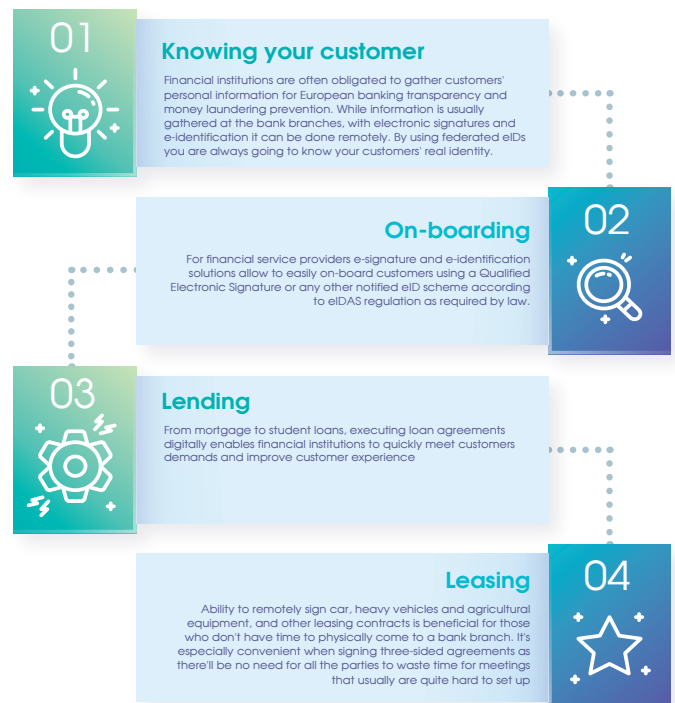 01
Knowing your customer
Financial institutions are often obligated to gather customers'
personal information for European banking transparency and
money laundering prevention. While information is usually
gathered at the bank branches, with electronic signatures and
e-identification it can be done remotely. By using federated eIDs
you are always going to know your customers' real identity.
02
On-boarding
For financial service providers e-signature and e-identification
solutions allow to easily on-board customers using a Qualified
Electronic Signature or any other notified eID scheme according
to eIDAS regulation as required by law.
03
Lending
From mortgage to student loans, executing loan agreements
digitally enables financial institutions to quickly meet customers
demands and improve customer experience
04
Leasing
Ability to remotely sign car, heavy vehicles and agricultural
equipment, and other leasing contracts is beneficial for those
who don't have time to physically come to a bank branch. It's
especially convenient when signing three-sided agreements as
there'll be no need for all the parties to waste time for meetings
that usually are quite hard to set up